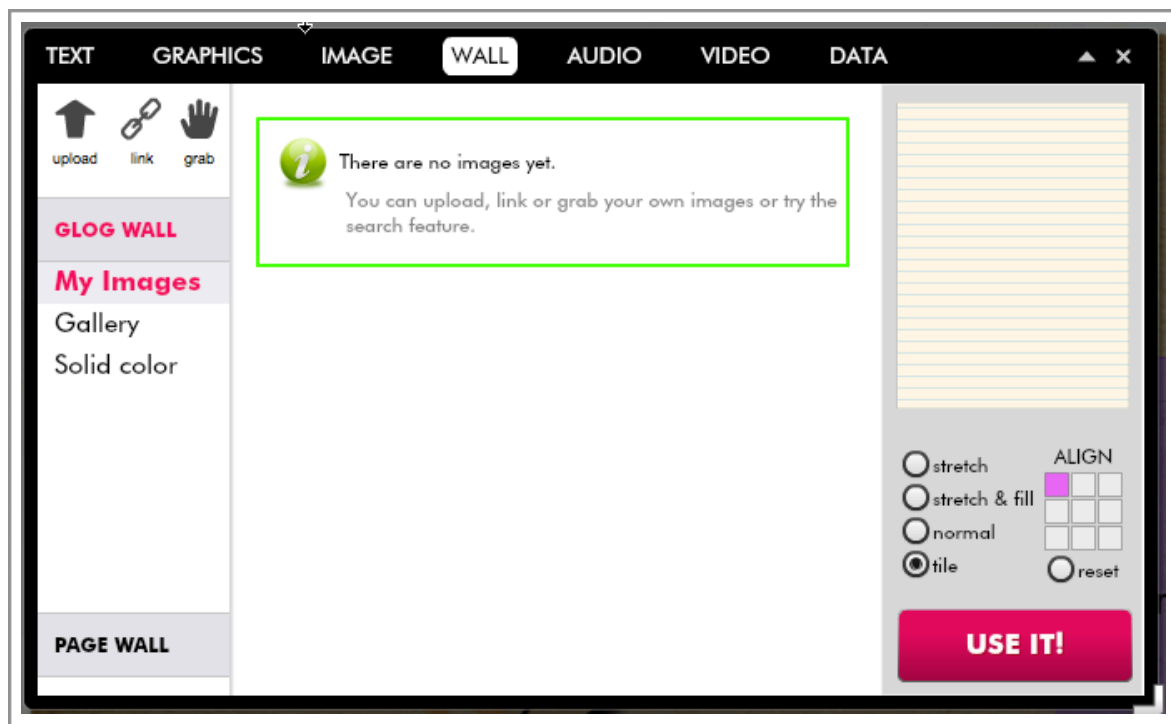 TEXT GRAPHICS IMAGE WALL AUDIO VIDEO DATA
upload link grab
GLOG WALL
My Images
Gallery
Solid color
PAGE WALL
There are no images yet.
You can upload, link or grab your own images or try the
search feature.
ALIGN
stretch
stretch & fill
normal
tile
reset
USE IT!